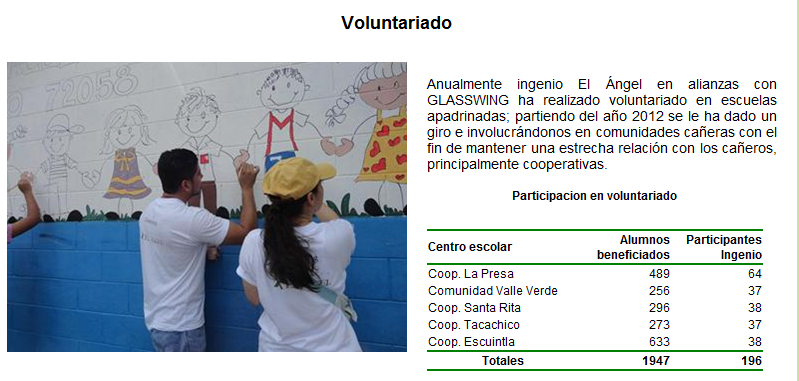 Voluntariado
72058
Anualmente ingenio El Ángel en alianzas con
GLASSWING ha realizado voluntariado en escuelas
apadrinadas; partiendo del año 2012 se le ha dado un
giro e involucrándonos en comunidades cañeras con el
fin de mantener una estrecha relación con los cañeros,
principalmente cooperativas.
Participacion en voluntariado
Centro escolar Alumnos beneficiados Participantes Ingenio
Coop. La Presa 489 64
Comunidad Valle Verde 256 37
Coop. Santa Rita 296 38
Coop. Tacachico 273 37
Coop. Escuintla 633 38
Totales 1947 196